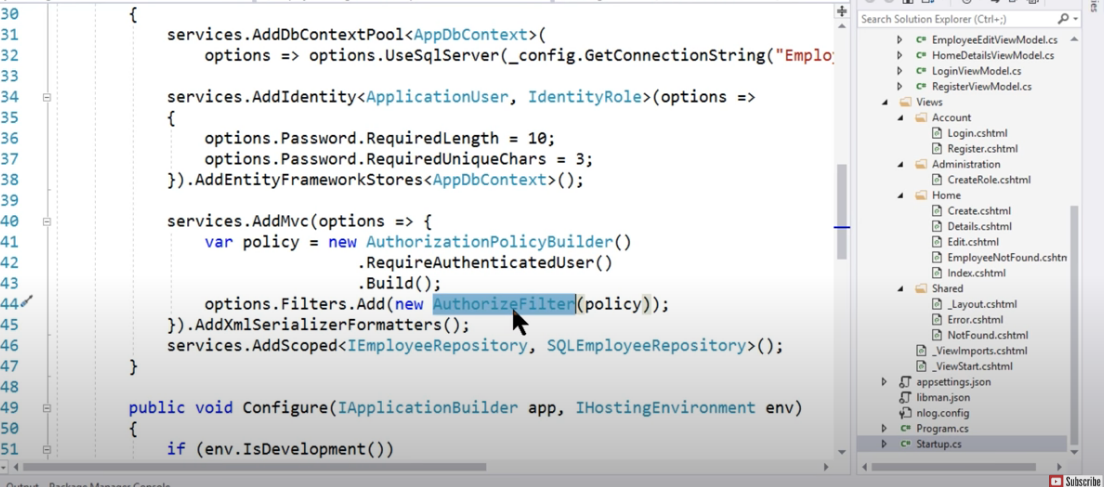 30 {
31 services.AddDbContextPool<AppDbContext>(
32 options => options.UseSqlServer(_config.GetConnectionString("Emplo
33
34 services.AddIdentity<ApplicationUser, IdentityRole>(options =>
35 {
36 options.Password.RequiredLength = 10;
37 options.Password.RequiredUniqueChars = 3;
38 }).AddEntityFrameworkStores<AppDbContext>();
39
40 services.AddMvc(options => {
41 var policy = new AuthorizationPolicyBuilder()
42 .RequireAuthenticatedUser()
43 .Build();
44 options.Filters.Add(new AuthorizeFilter(policy));
45 }).AddXmlSerializerFormatters();
46 services.AddScoped<IEmployeeRepository, SQLEmployeeRepository>();
47 }
48
49 public void Configure(IApplicationBuilder app, IHostingEnvironment env)
50 {
51 if (env.IsDevelopment())
Search Solution Explorer (Ctrl+;)
C# EmployeeEditViewModel.cs
C# HomeDetailsViewModel.cs
C# LoginViewModel.cs
C# RegisterViewModel.cs
Views
Account
Login.cshtml
Register.cshtml
Administration
CreateRole.cshtml
Home
Create.cshtml
Details.cshtml
Edit.cshtml
EmployeeNotFound.cshtn
Index.cshtml
Shared
_Layout.cshtml
Error.cshtml
NotFound.cshtml
_ViewImports.cshtml
_ViewStart.cshtml
appsettings.json
libman.json
nlog.config
C# Program.cs
C# Startup.cs
Subscribe